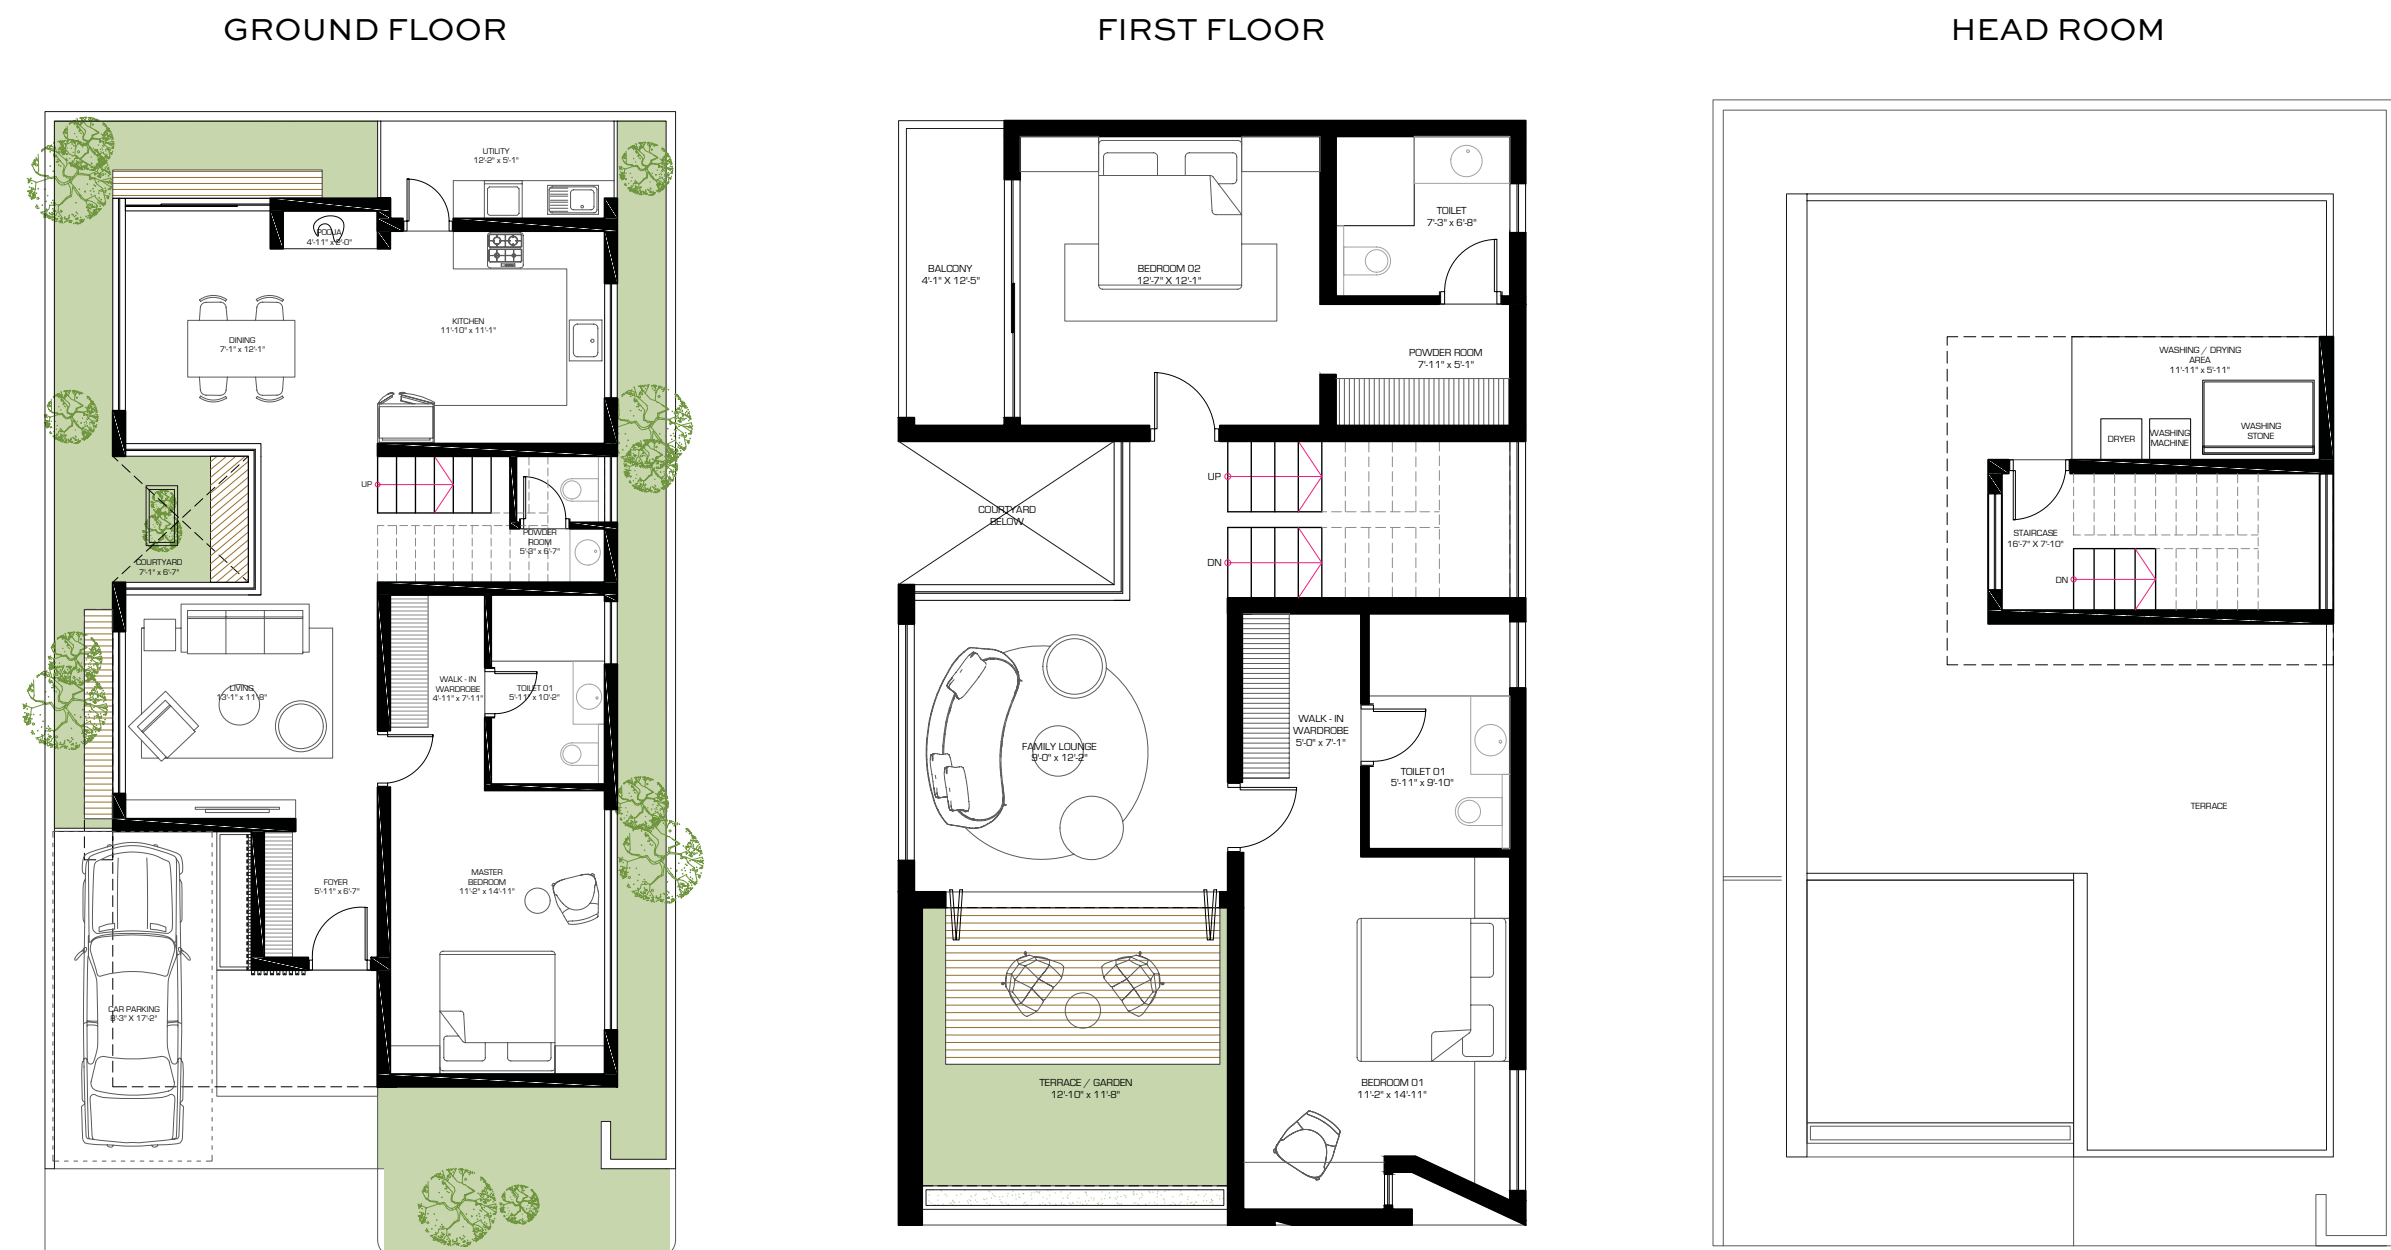 GROUND FLOOR
FIRST FLOOR
HEAD ROOM
UTILITY
12'-2" x 5'-1"
POOJA
4'-11" x 2'-0"
KITCHEN
11'-10" x 11'-1"
DINING
7'-1" x 12'-1"
UP
POWDER
ROOM
5'-3" x 6'-7"
COURTYARD
7'-1" x 6'-7"
LIVING
13'-1" x 11'-8"
WALK - IN
WARDROBE
4'-11" x 7'-11"
TOILET 01
5'-11" x 10'-2"
MASTER
BEDROOM
11'-2" x 14'-11"
FOYER
5'-11" x 6'-7"
CAR PARKING
8'-3" X 17'-2"
BALCONY
4'-1" X 12'-5"
BEDROOM 02
12'-7" X 12'-1"
TOILET
7'-3" x 6'-8"
POWDER ROOM
7'-11" x 5'-1"
UP
COURTYARD
BELOW
DN
FAMILY LOUNGE
9'-0" x 12'-2"
WALK - IN
WARDROBE
5'-0" x 7'-1"
TOILET 01
5'-11" x 9'-10"
TERRACE / GARDEN
12'-10" x 11'-8"
BEDROOM 01
11'-2" x 14'-11"
WASHING / DRYING
AREA
11'-11" x 5'-11"
DRYER
WASHING
MACHINE
WASHING
STONE
STAIRCASE
16'-7" X 7'-10"
DN
TERRACE